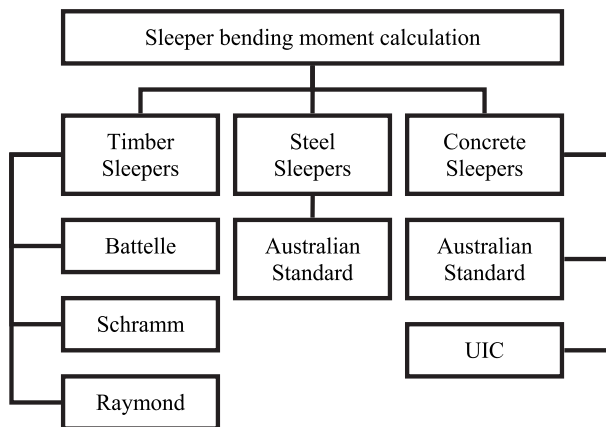 Sleeper bending moment calculation
Timber
Sleepers
Steel
Sleepers
Concrete
Sleepers
Battelle
Australian
Standard
Australian
Standard
Schramm
UIC
Raymond